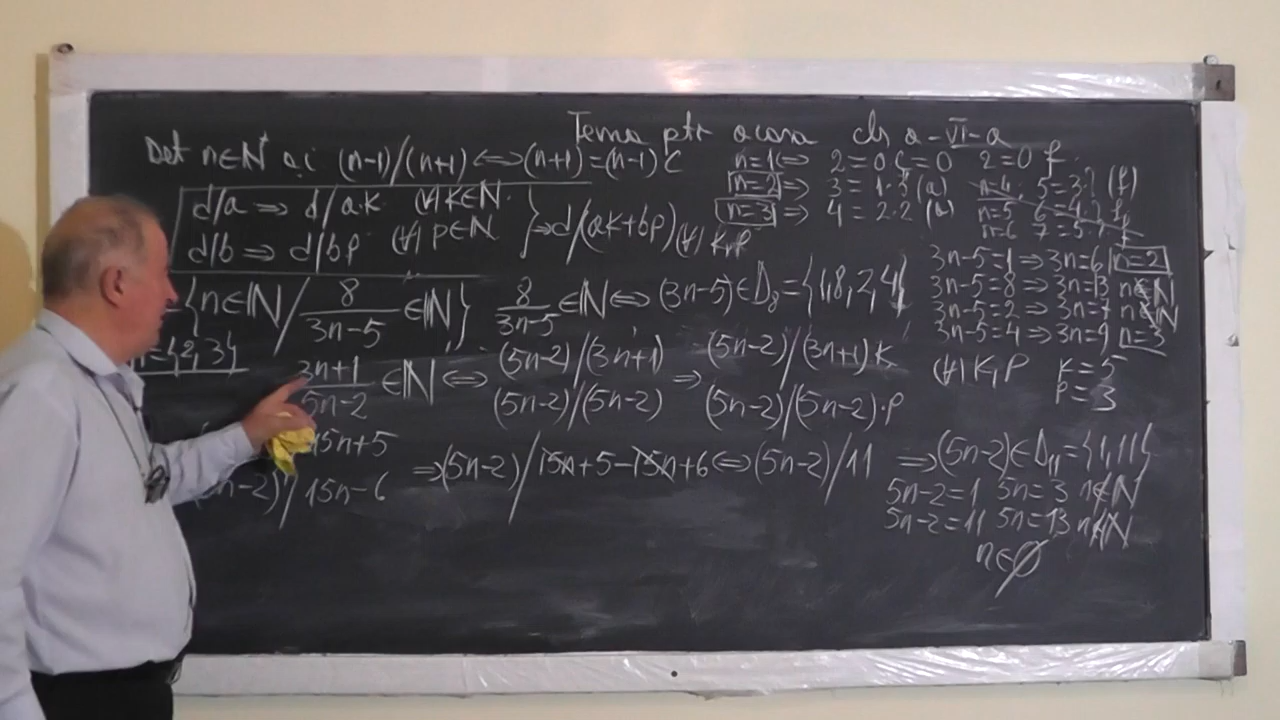 Tema ptr acasa cls a-VI-a
Det n∈N* a.i (n-1)/(n+1) ⇔ (n+1)=(n-1)C
n=1 ⇒ 2=0·C=0 2=0 f
n=2 ⇒ 3=1·3 (a)
n=3 ⇒ 4=2·2 (a)
n=4 5=3·? (f)
n=5 6=4·? f
n=6 7=5·? f
d/a ⇒ d/a·k (∀) k∈N
d/b ⇒ d/bp (∀) p∈N
} ⇒ d/(ak+bp) (∀) k,p
={n∈N / 8/(3n-5) ∈N} 8/(3n-5) ∈N ⇔ (3n-5)∈D₈={1,8,2,4}
3n-5=1 ⇒ 3n=6 n=2
3n-5=8 ⇒ 3n=13 n∉N
3n-5=2 ⇒ 3n=7 n∉N
3n-5=4 ⇒ 3n=9 n=3
={2,3}
(3n+1)/(5n-2) ∈N ⇔ (5n-2)/(3n+1) ⇒ (5n-2)/(3n+1)k
(5n-2)/(5n-2) (5n-2)/(5n-2)·p
(∀) k,p k=5
p=3
15n+5
n-2)/15n-6
⇒(5n-2)/15n+5-15n+6 ⇔ (5n-2)/11 ⇒ (5n-2)∈D₁₁={1,11}
5n-2=1 5n=3 n∉N
5n-2=11 5n=13 n∉N
n∈∅